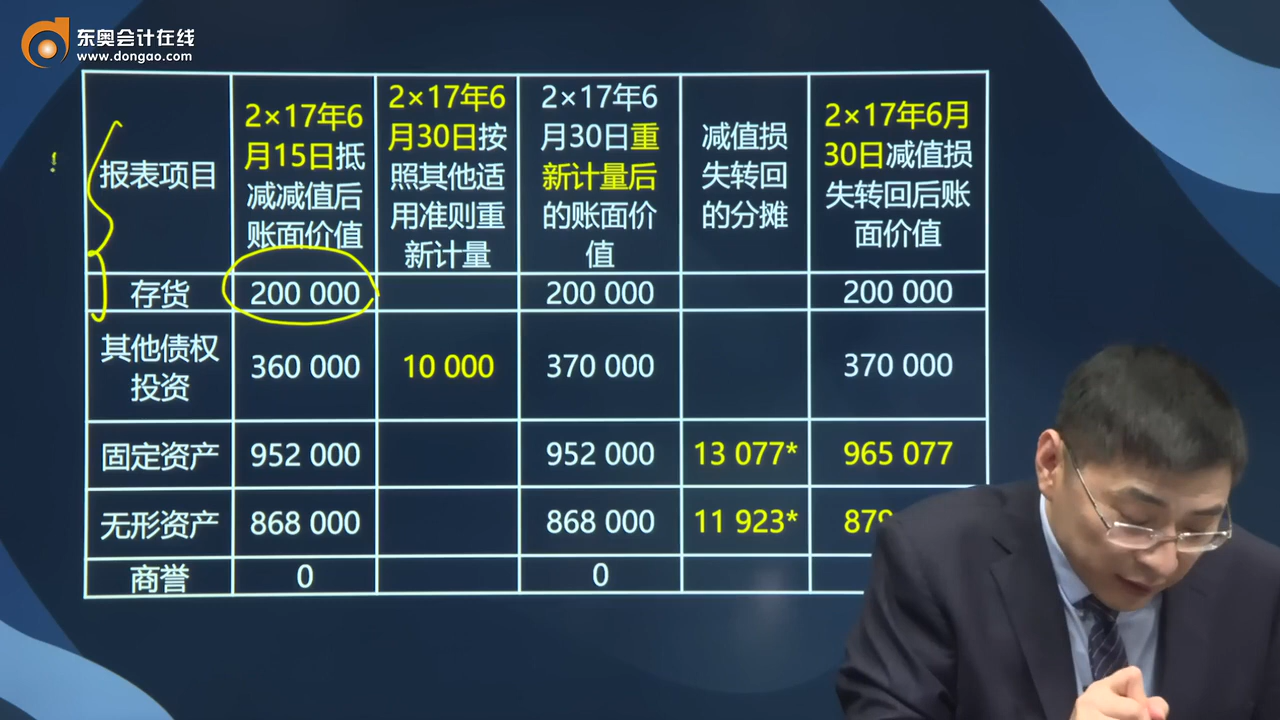 东奥会计在线
www.dongao.com
报表项目
2×17年6
月15日抵
减减值后
账面价值
2×17年6
月30日按
照其他适
用准则重
新计量
2×17年6
月30日重
新计量后
的账面价
值
减值损
失转回
的分摊
2×17年6月
30日减值损
失转回后账
面价值
存货
200 000
200 000
200 000
其他债权
投资
360 000
10 000
370 000
370 000
固定资产
952 000
952 000
13 077*
965 077
无形资产
868 000
868 000
11 923*
商誉
0
0